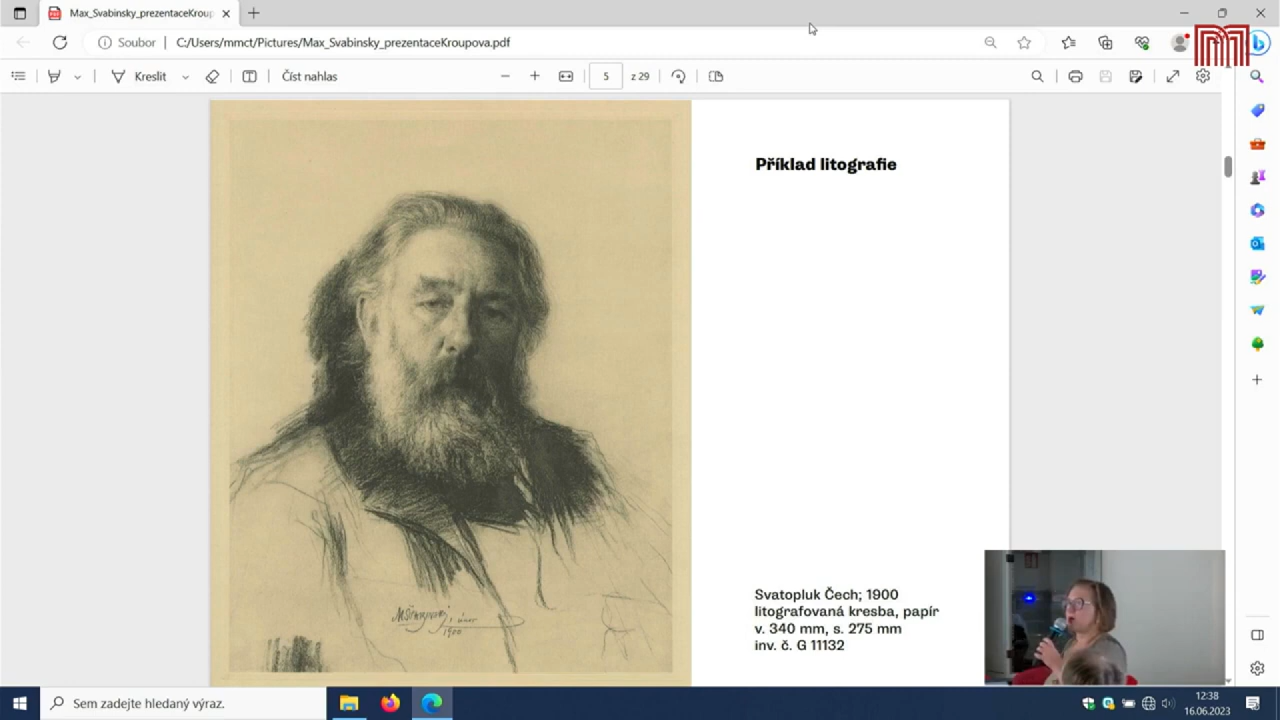 Max_Svabinsky_prezentaceKroup
Soubor
C:/Users/mmct/Pictures/Max_Svabinsky_prezentaceKroupova.pdf
Kreslit
Číst nahlas
5
z 29
Příklad litografie
Svatopluk Čech; 1900
litografovaná kresba, papír
v. 340 mm, s. 275 mm
inv. č. G 11132
1900
Sem zadejte hledaný výraz.
12:38
16.06.2023